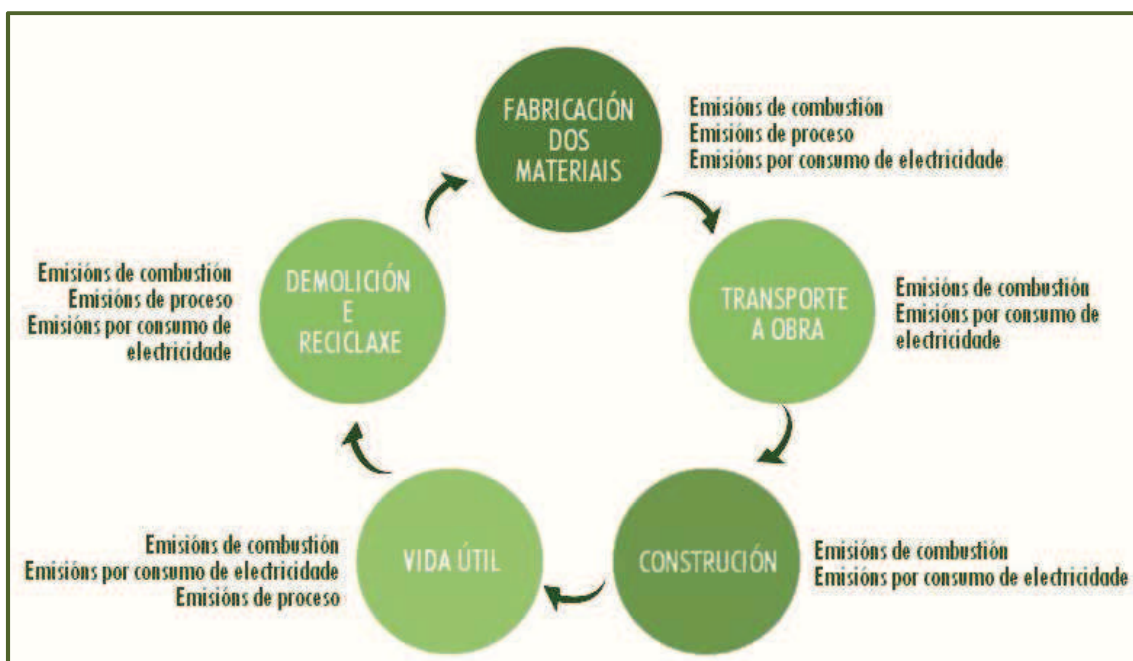 FABRICACIÓN
DOS
MATERIAIS
Emisións de combustión
Emisións de proceso
Emisións por consumo de electricidade
TRANSPORTE
A OBRA
Emisións de combustión
Emisións por consumo de
electricidade
CONSTRUCIÓN
Emisións de combustión
Emisións por consumo de electricidade
VIDA ÚTIL
Emisións de combustión
Emisións por consumo de electricidade
Emisións de proceso
DEMOLICIÓN
E
RECICLAXE
Emisións de combustión
Emisións de proceso
Emisións por consumo de
electricidade